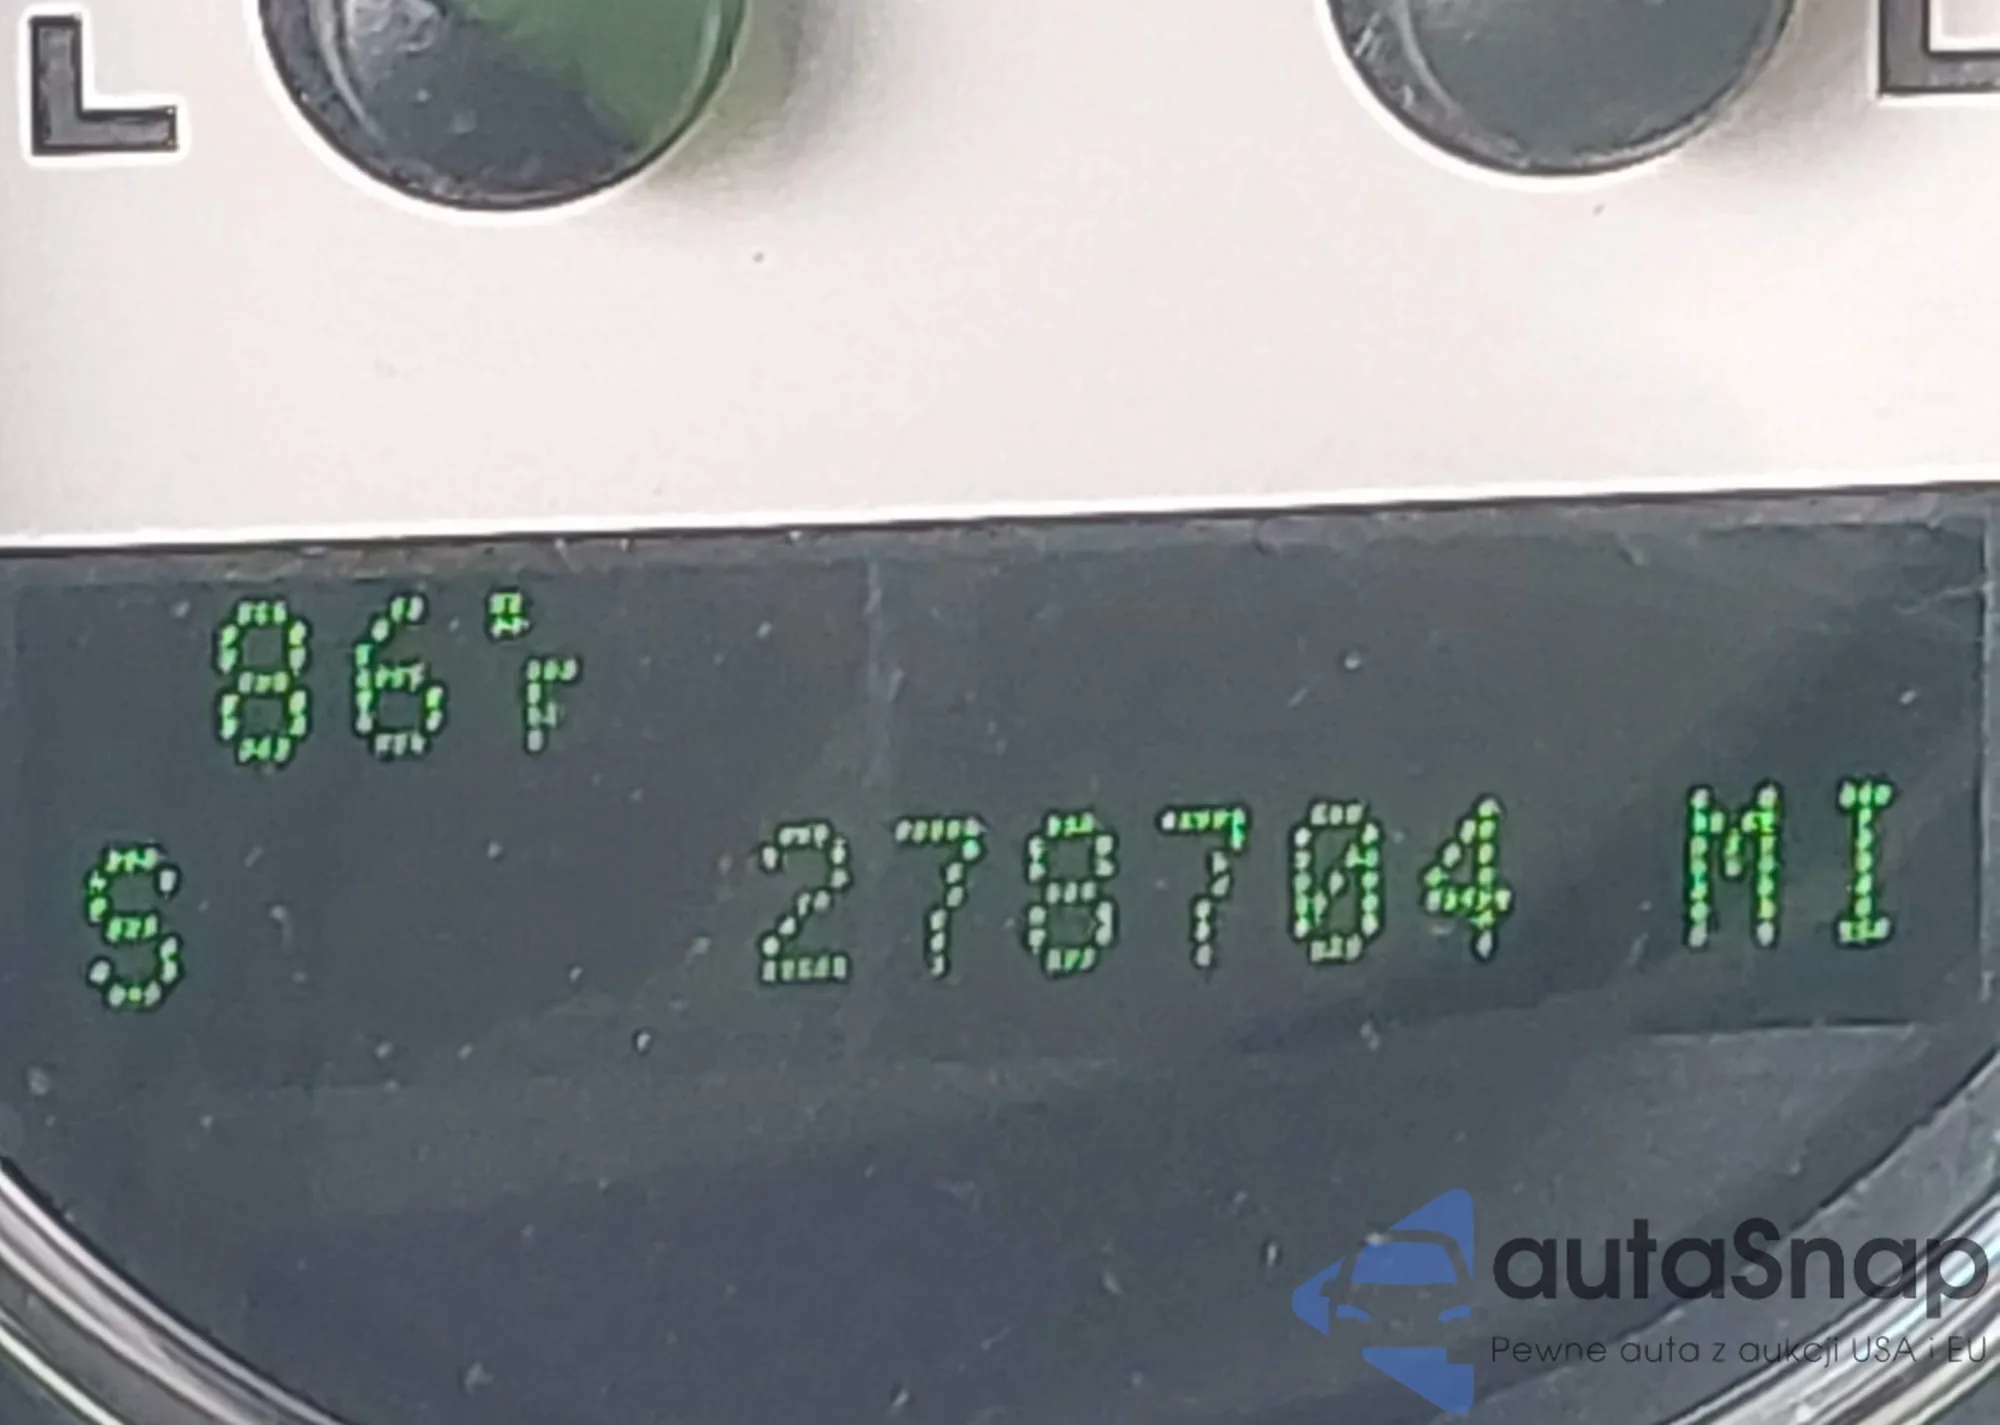 L
86°F
S 278704 MI
autaSnap
Pewne auta z aukcji USA i EU